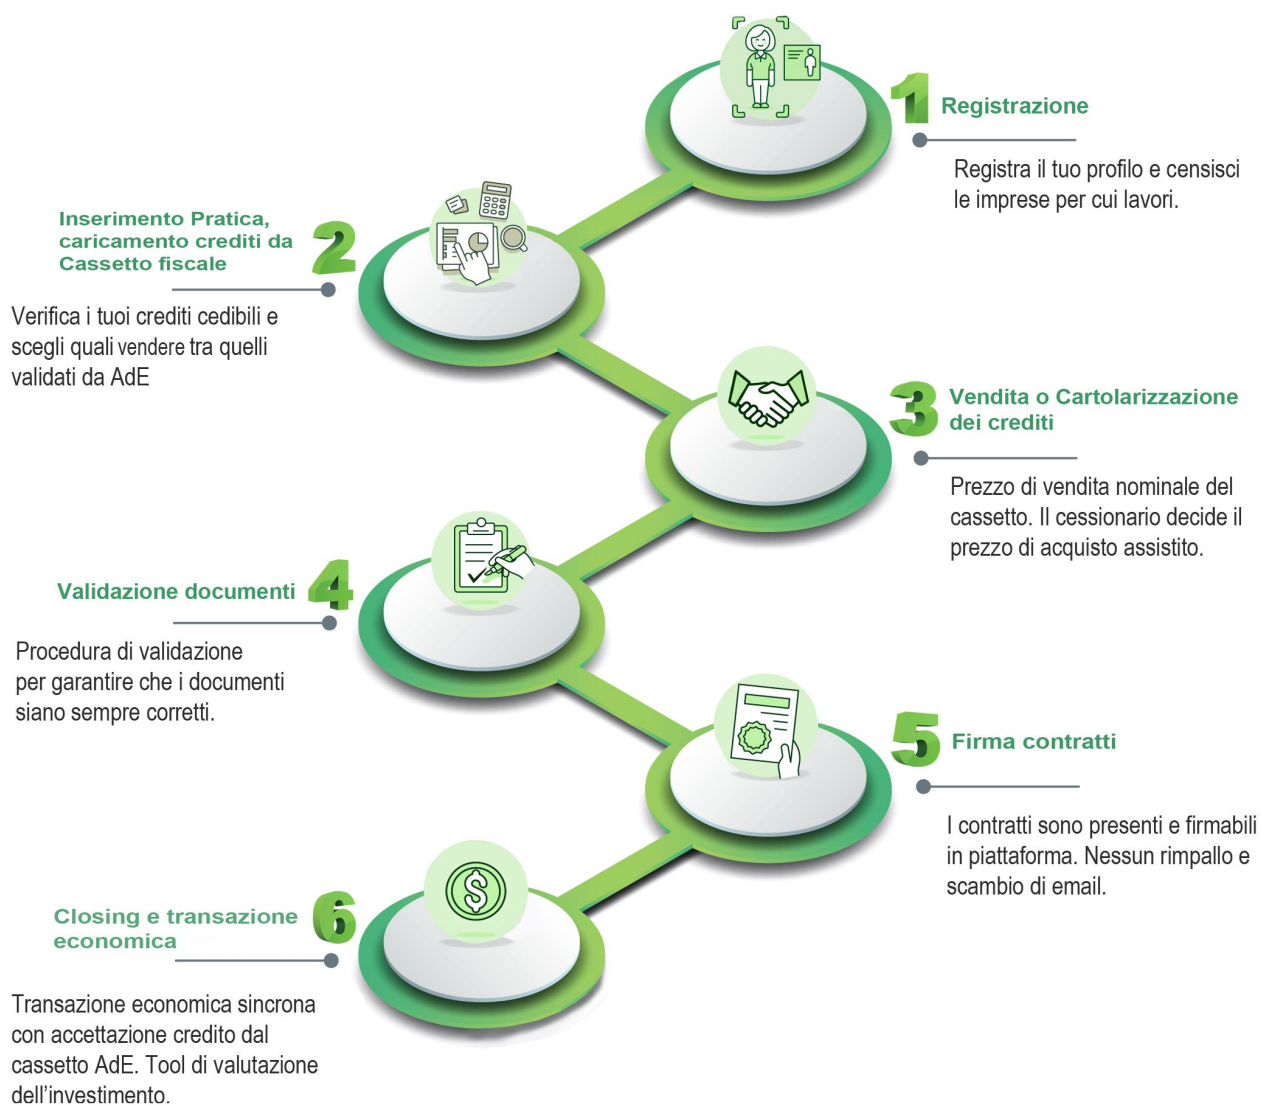 1 Registrazione
Registra il tuo profilo e censisci
le imprese per cui lavori.
2
Inserimento Pratica,
caricamento crediti da
Cassetto fiscale
Verifica i tuoi crediti cedibili e
scegli quali vendere tra quelli
validati da AdE
3
Vendita o Cartolarizzazione
dei crediti
Prezzo di vendita nominale del
cassetto. Il cessionario decide il
prezzo di acquisto assistito.
4
Validazione documenti
Procedura di validazione
per garantire che i documenti
siano sempre corretti.
5 Firma contratti
I contratti sono presenti e firmabili
in piattaforma. Nessun rimpallo e
scambio di email.
6
Closing e transazione
economica
$
Transazione economica sincrona
con accettazione credito dal
cassetto AdE. Tool di valutazione
dell'investimento.